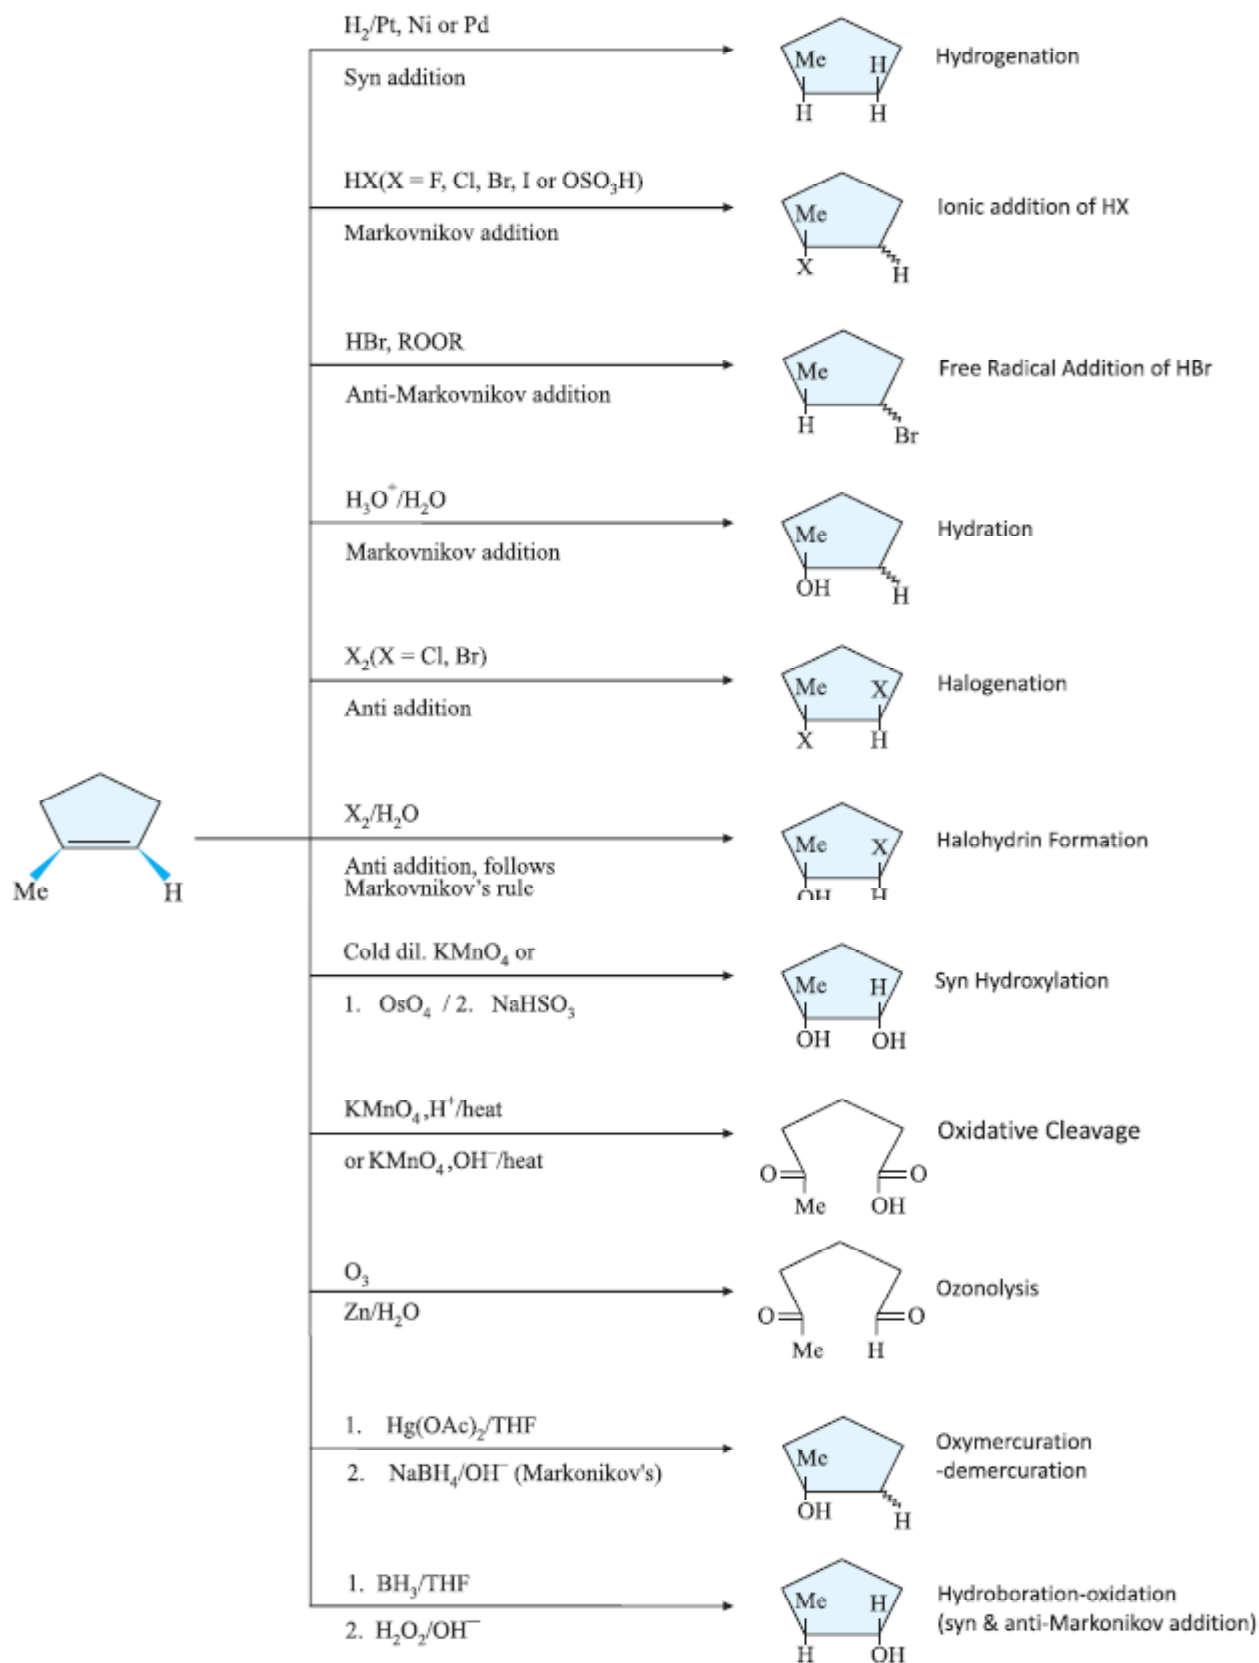 H₂/Pt, Ni or Pd
Syn addition
Me H
H H
Hydrogenation
HX(X = F, Cl, Br, I or OSO₃H)
Markovnikov addition
Me
X H
Ionic addition of HX
HBr, ROOR
Anti-Markovnikov addition
Me
H Br
Free Radical Addition of HBr
H₃O⁺/H₂O
Markovnikov addition
Me
OH H
Hydration
X₂(X = Cl, Br)
Anti addition
Me X
X H
Halogenation
Me H
X₂/H₂O
Anti addition, follows
Markovnikov's rule
Me X
OH H
Halohydrin Formation
Cold dil. KMnO₄ or
1. OsO₄ / 2. NaHSO₃
Me H
OH OH
Syn Hydroxylation
KMnO₄,H⁺/heat
or KMnO₄,OH⁻/heat
O O
Me OH
Oxidative Cleavage
O₃
Zn/H₂O
O O
Me H
Ozonolysis
1. Hg(OAc)₂/THF
2. NaBH₄/OH⁻ (Markonikov's)
Me
OH H
Oxymercuration
-demercuration
1. BH₃/THF
2. H₂O₂/OH⁻
Me H
H OH
Hydroboration-oxidation
(syn & anti-Markonikov addition)